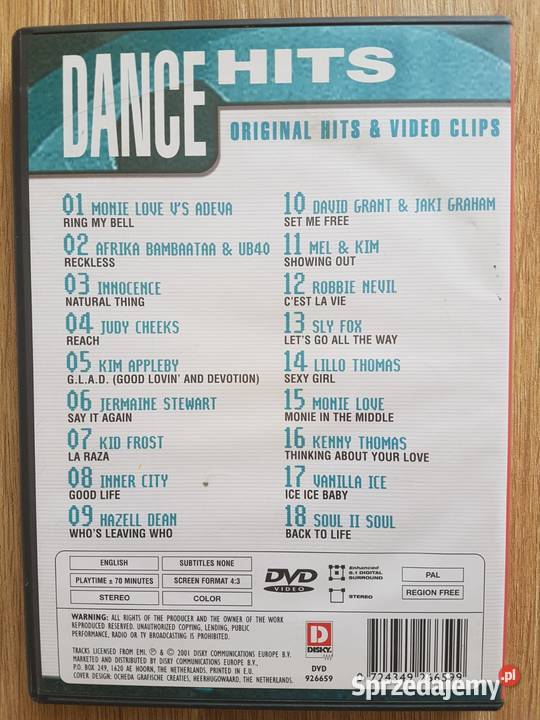 DANCE HITS
ORIGINAL HITS & VIDEO CLIPS
01 MONIE LOVE V'S ADEVA
RING MY BELL
02 AFRIKA BAMBAATAA & UB40
RECKLESS
03 INNOCENCE
NATURAL THING
04 JUDY CHEEKS
REACH
05 KIM APPLEBY
G.L.A.D. (GOOD LOVIN' AND DEVOTION)
06 JERMAINE STEWART
SAY IT AGAIN
07 KID FROST
LA RAZA
08 INNER CITY
GOOD LIFE
09 HAZELL DEAN
WHO'S LEAVING WHO
10 DAVID GRANT & JAKI GRAHAM
SET ME FREE
11 MEL & KIM
SHOWING OUT
12 ROBBIE NEVIL
C'EST LA VIE
13 SLY FOX
LET'S GO ALL THE WAY
14 LILLO THOMAS
SEXY GIRL
15 MONIE LOVE
MONIE IN THE MIDDLE
16 KENNY THOMAS
THINKING ABOUT YOUR LOVE
17 VANILLA ICE
ICE ICE BABY
18 SOUL II SOUL
BACK TO LIFE
ENGLISH
SUBTITLES NONE
PLAYTIME ± 70 MINUTES
SCREEN FORMAT 4:3
STEREO
COLOR
DVD
VIDEO
Enhanced
5.1 DIGITAL
SURROUND
STEREO
PAL
REGION FREE
WARNING: ALL RIGHTS OF THE PRODUCER AND THE OWNER OF THE WORK
REPRODUCED RESERVED. UNAUTHORIZED COPYING, LENDING, PUBLIC
PERFORMANCE, RADIO OR TV BROADCASTING IS PROHIBITED.
TRACKS LICENSED FROM EMI. ℗ & © 2001 DISKY COMMUNICATIONS EUROPE B.V.
MARKETED AND DISTRIBUTED BY DISKY COMMUNICATIONS EUROPE B.V.,
P.O. BOX 249, 1620 AE HOORN, THE NETHERLANDS. PRINTED IN E.U.
COVER DESIGN: OCHEDA GRAFISCHE CREATIES, HEERHUGOWAARD, THE NETHERLANDS.
D
DISKY
DVD
926659
Sprzedajemy.pl